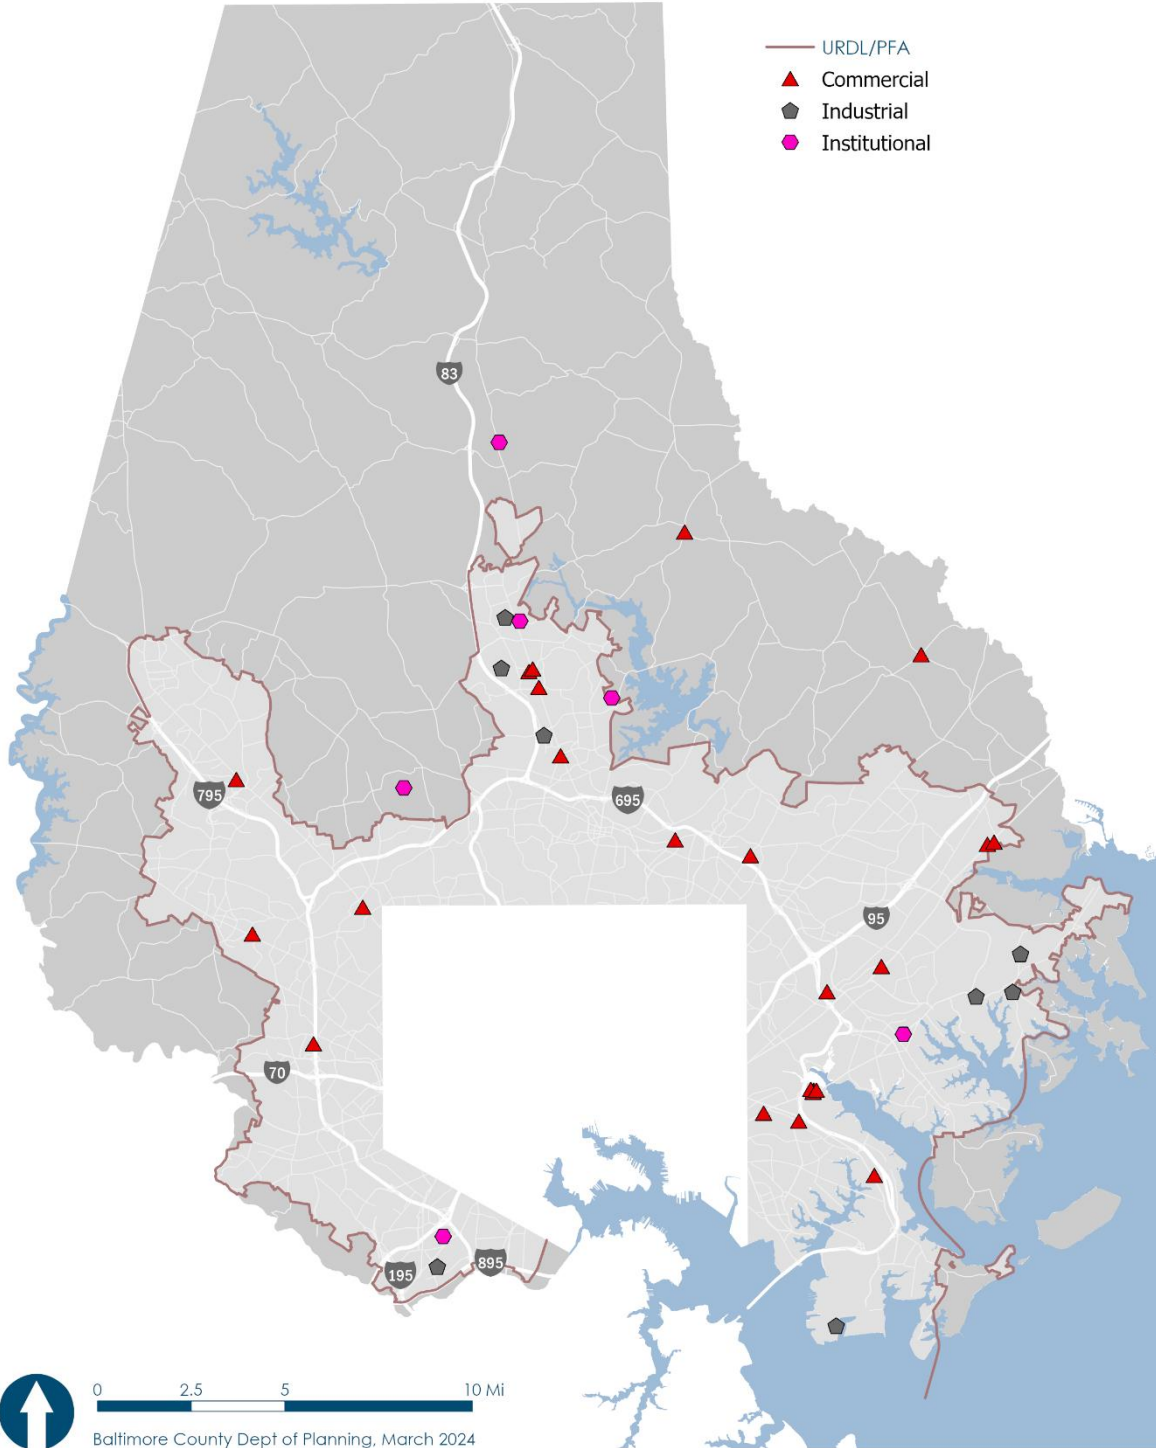 URDL/PFA
Commercial
Industrial
Institutional
83
795
695
95
70
195
895
0 2.5 5 10 Mi
Baltimore County Dept of Planning, March 2024